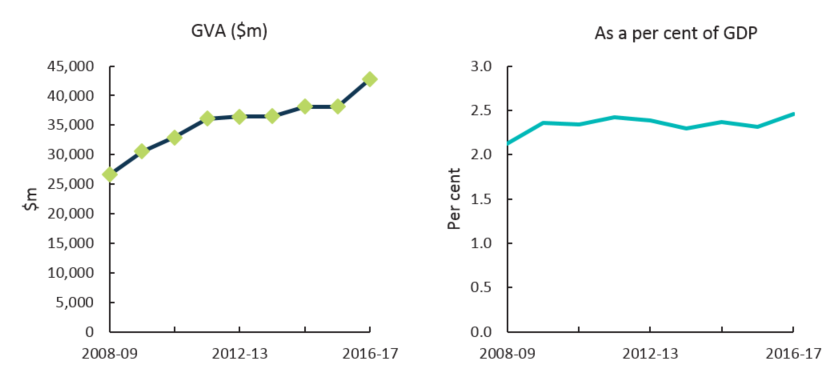 GVA ($m)
45,000
40,000
35,000
30,000
25,000
20,000
15,000
10,000
5,000
0
$m
2008-09 2012-13 2016-17
As a per cent of GDP
3.0
2.5
2.0
1.5
1.0
0.5
0.0
Per cent
2008-09 2012-13 2016-17